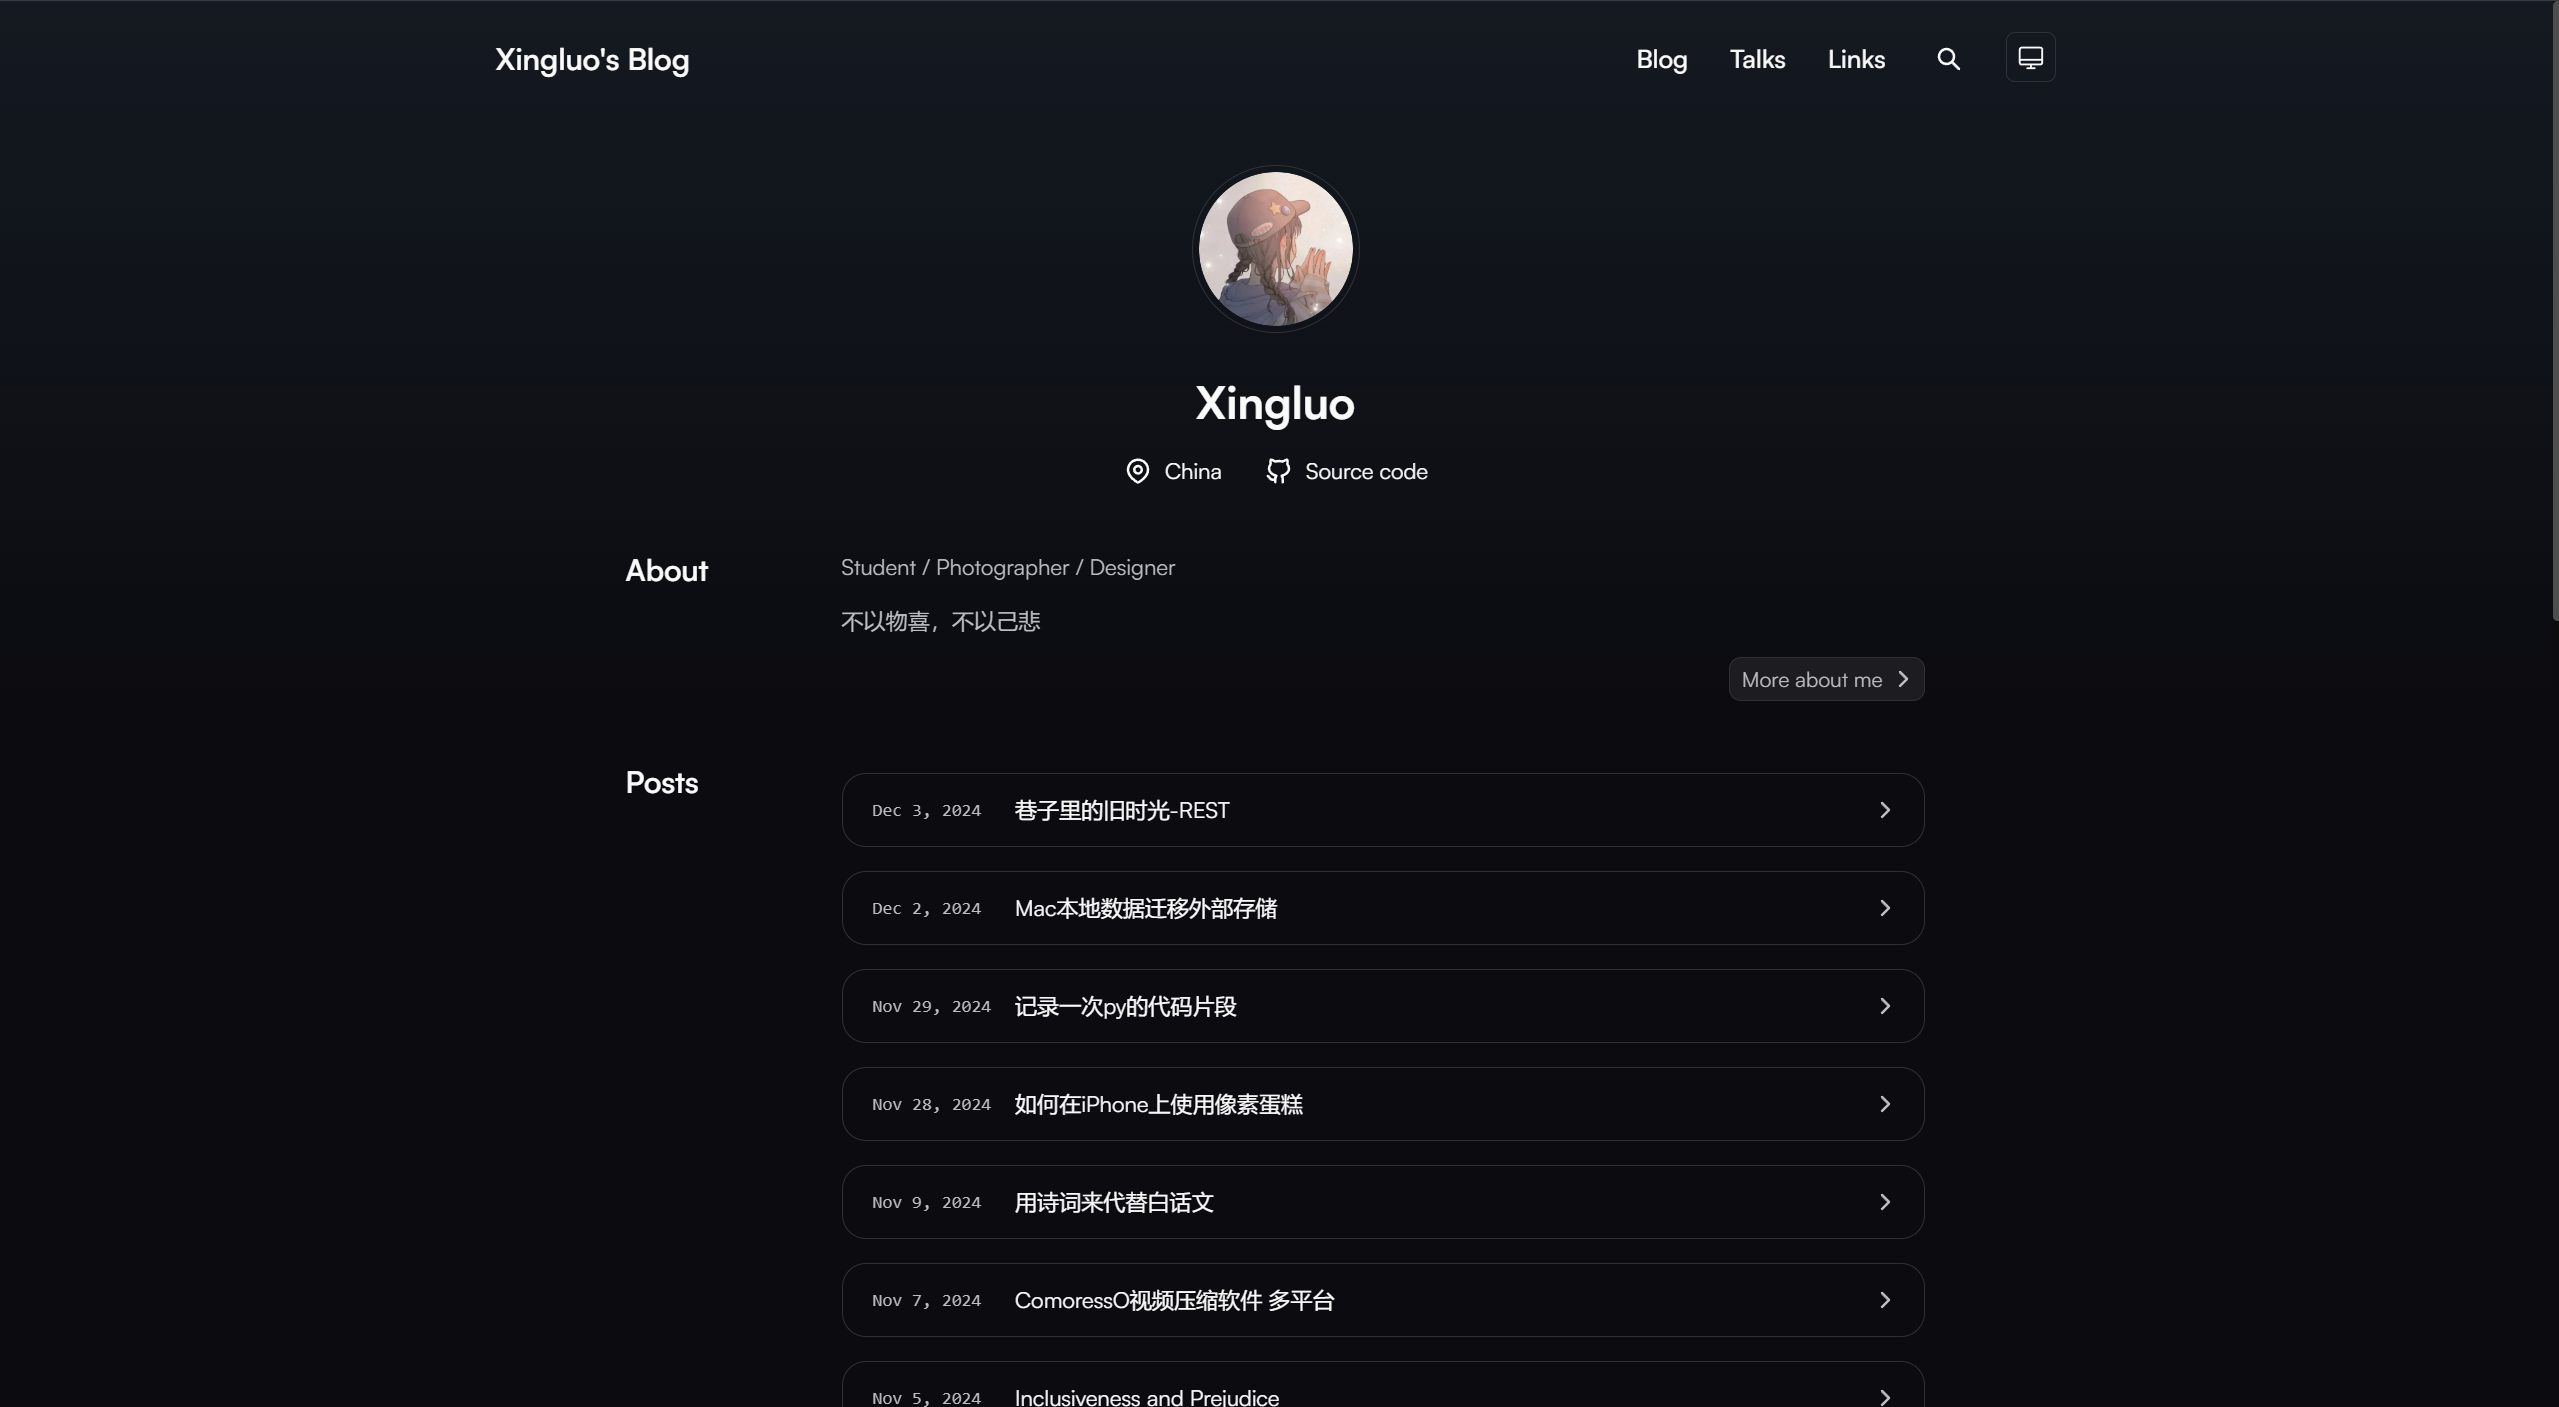 Xingluo's Blog
Blog Talks Links
Xingluo
China Source code
About
Student / Photographer / Designer
不以物喜，不以己悲
More about me
Posts
Dec 3, 2024 巷子里的旧时光-REST
Dec 2, 2024 Mac本地数据迁移外部存储
Nov 29, 2024 记录一次py的代码片段
Nov 28, 2024 如何在iPhone上使用像素蛋糕
Nov 9, 2024 用诗词来代替白话文
Nov 7, 2024 ComoressO视频压缩软件 多平台
Nov 5, 2024 Inclusiveness and Prejudice